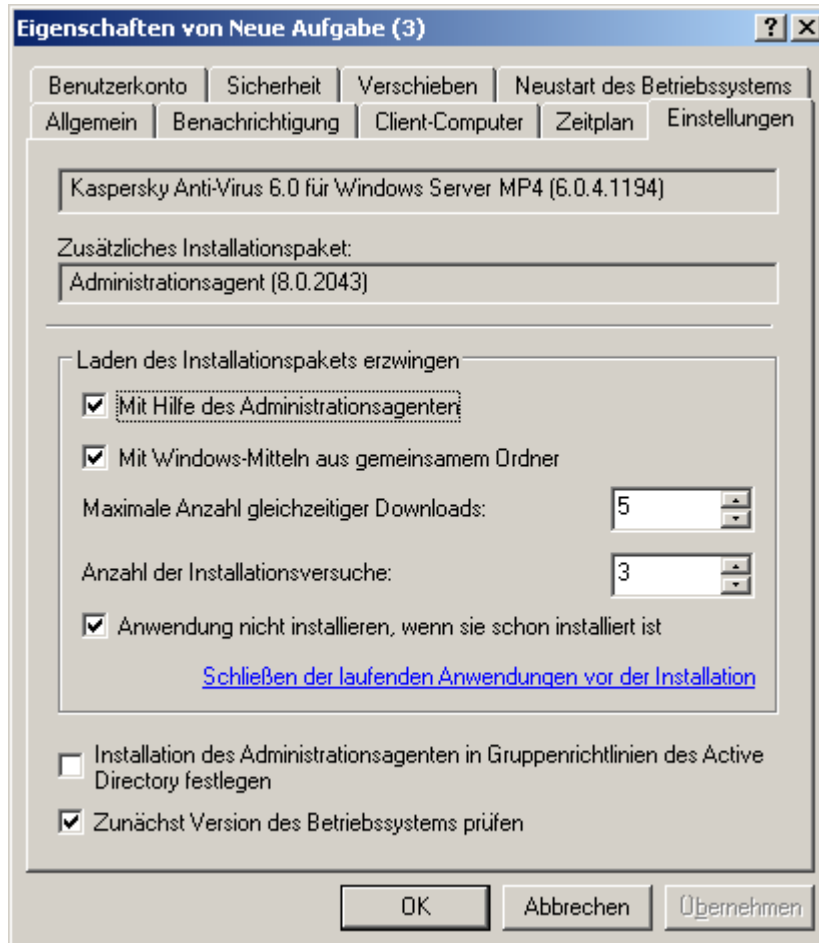 Eigenschaften von Neue Aufgabe (3)
Benutzerkonto
Sicherheit
Verschieben
Neustart des Betriebssystems
Allgemein
Benachrichtigung
Client-Computer
Zeitplan
Einstellungen
Kaspersky Anti-Virus 6.0 für Windows Server MP4 (6.0.4.1194)
Zusätzliches Installationspaket:
Administrationsagent (8.0.2043)
Laden des Installationspakets erzwingen
Mit Hilfe des Administrationsagenten
Mit Windows-Mitteln aus gemeinsamem Ordner
Maximale Anzahl gleichzeitiger Downloads: 5
Anzahl der Installationsversuche: 3
Anwendung nicht installieren, wenn sie schon installiert ist
Schließen der laufenden Anwendungen vor der Installation
Installation des Administrationsagenten in Gruppenrichtlinien des Active
Directory festlegen
Zunächst Version des Betriebssystems prüfen
OK
Abbrechen
Übernehmen